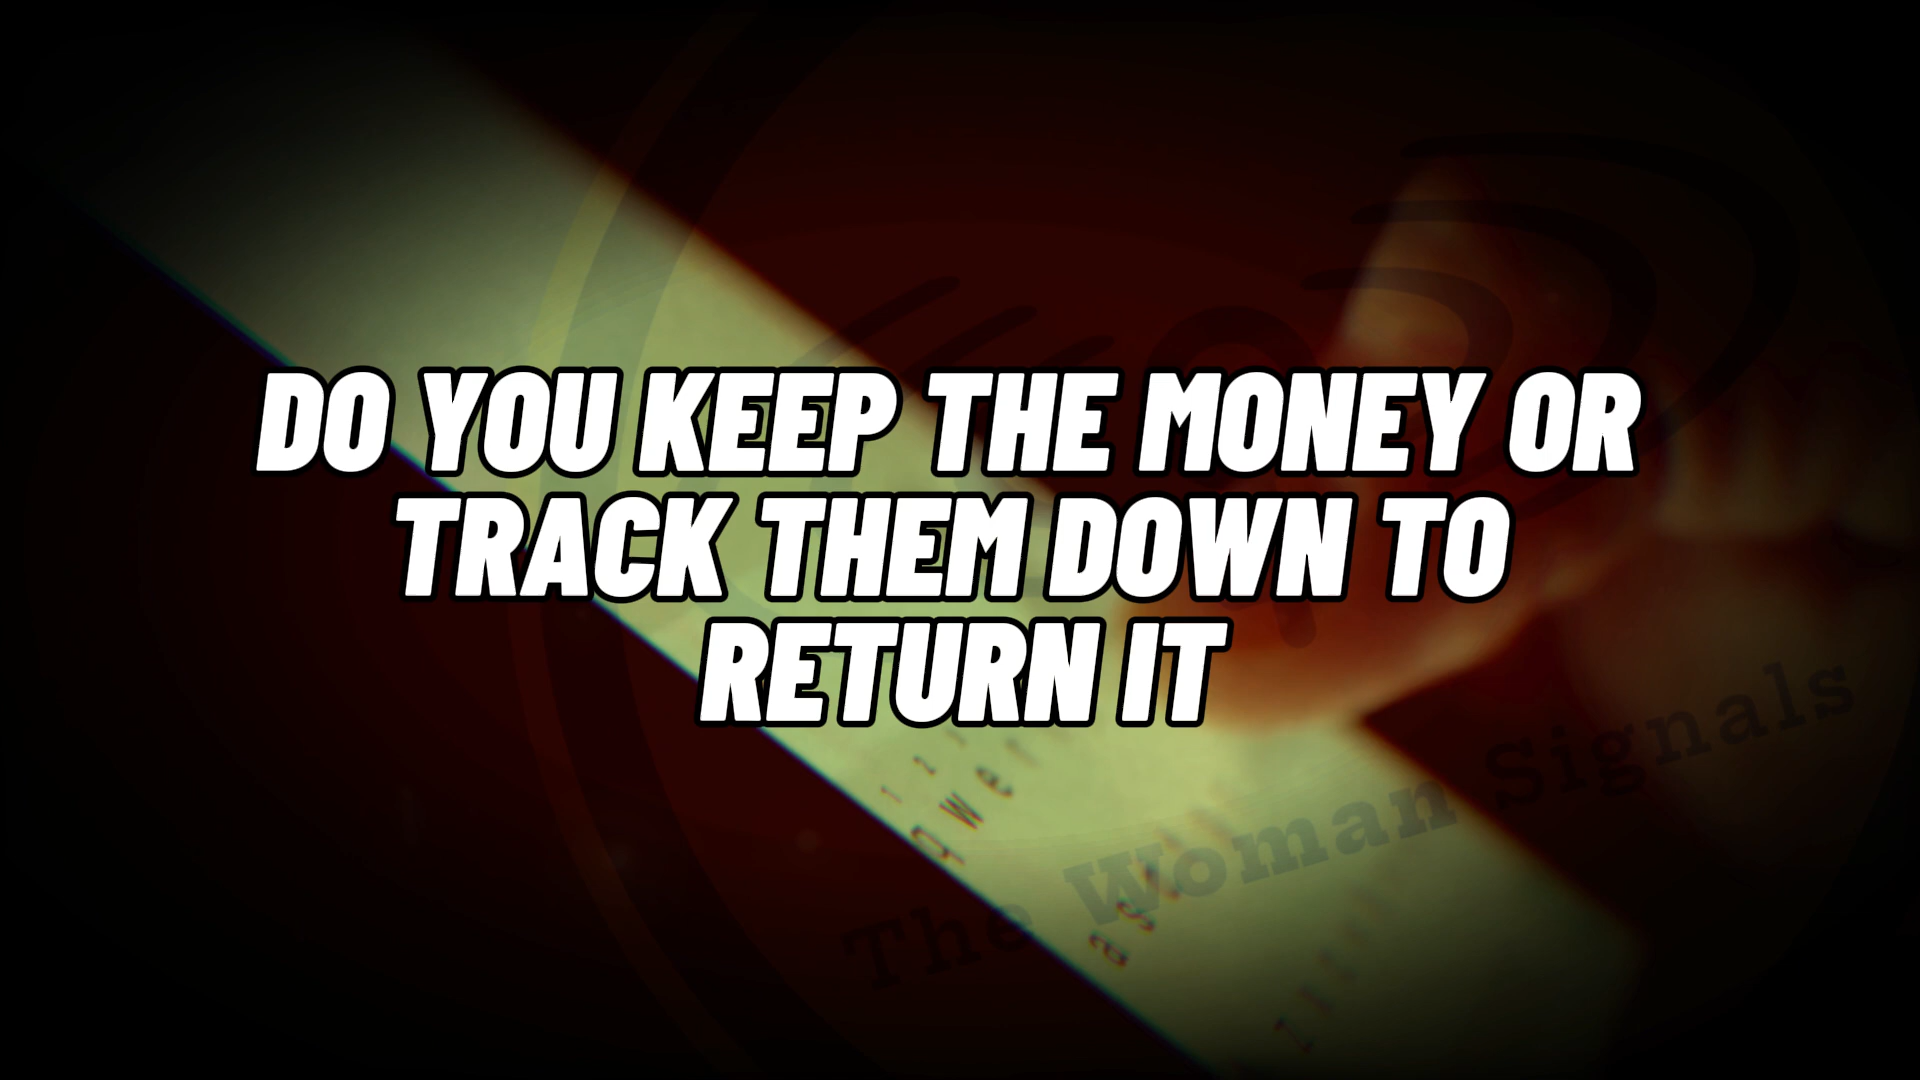 DO YOU KEEP THE MONEY OR
TRACK THEM DOWN TO
RETURN IT
The Woman Signals